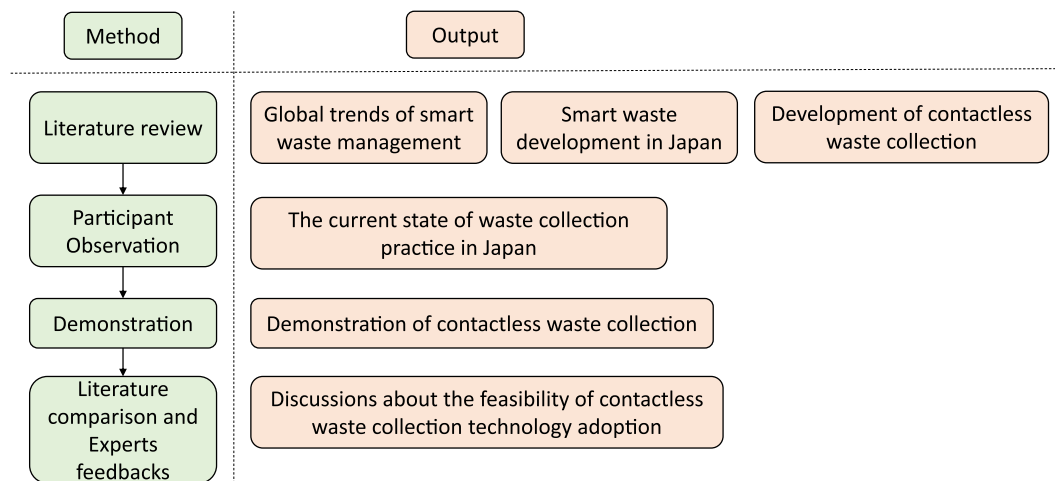 Method
Output
Literature review
Global trends of smart
waste management
Smart waste
development in Japan
Development of contactless
waste collection
Participant
Observation
The current state of waste collection
practice in Japan
Demonstration
Demonstration of contactless waste collection
Literature
comparison and
Experts
feedbacks
Discussions about the feasibility of contactless
waste collection technology adoption